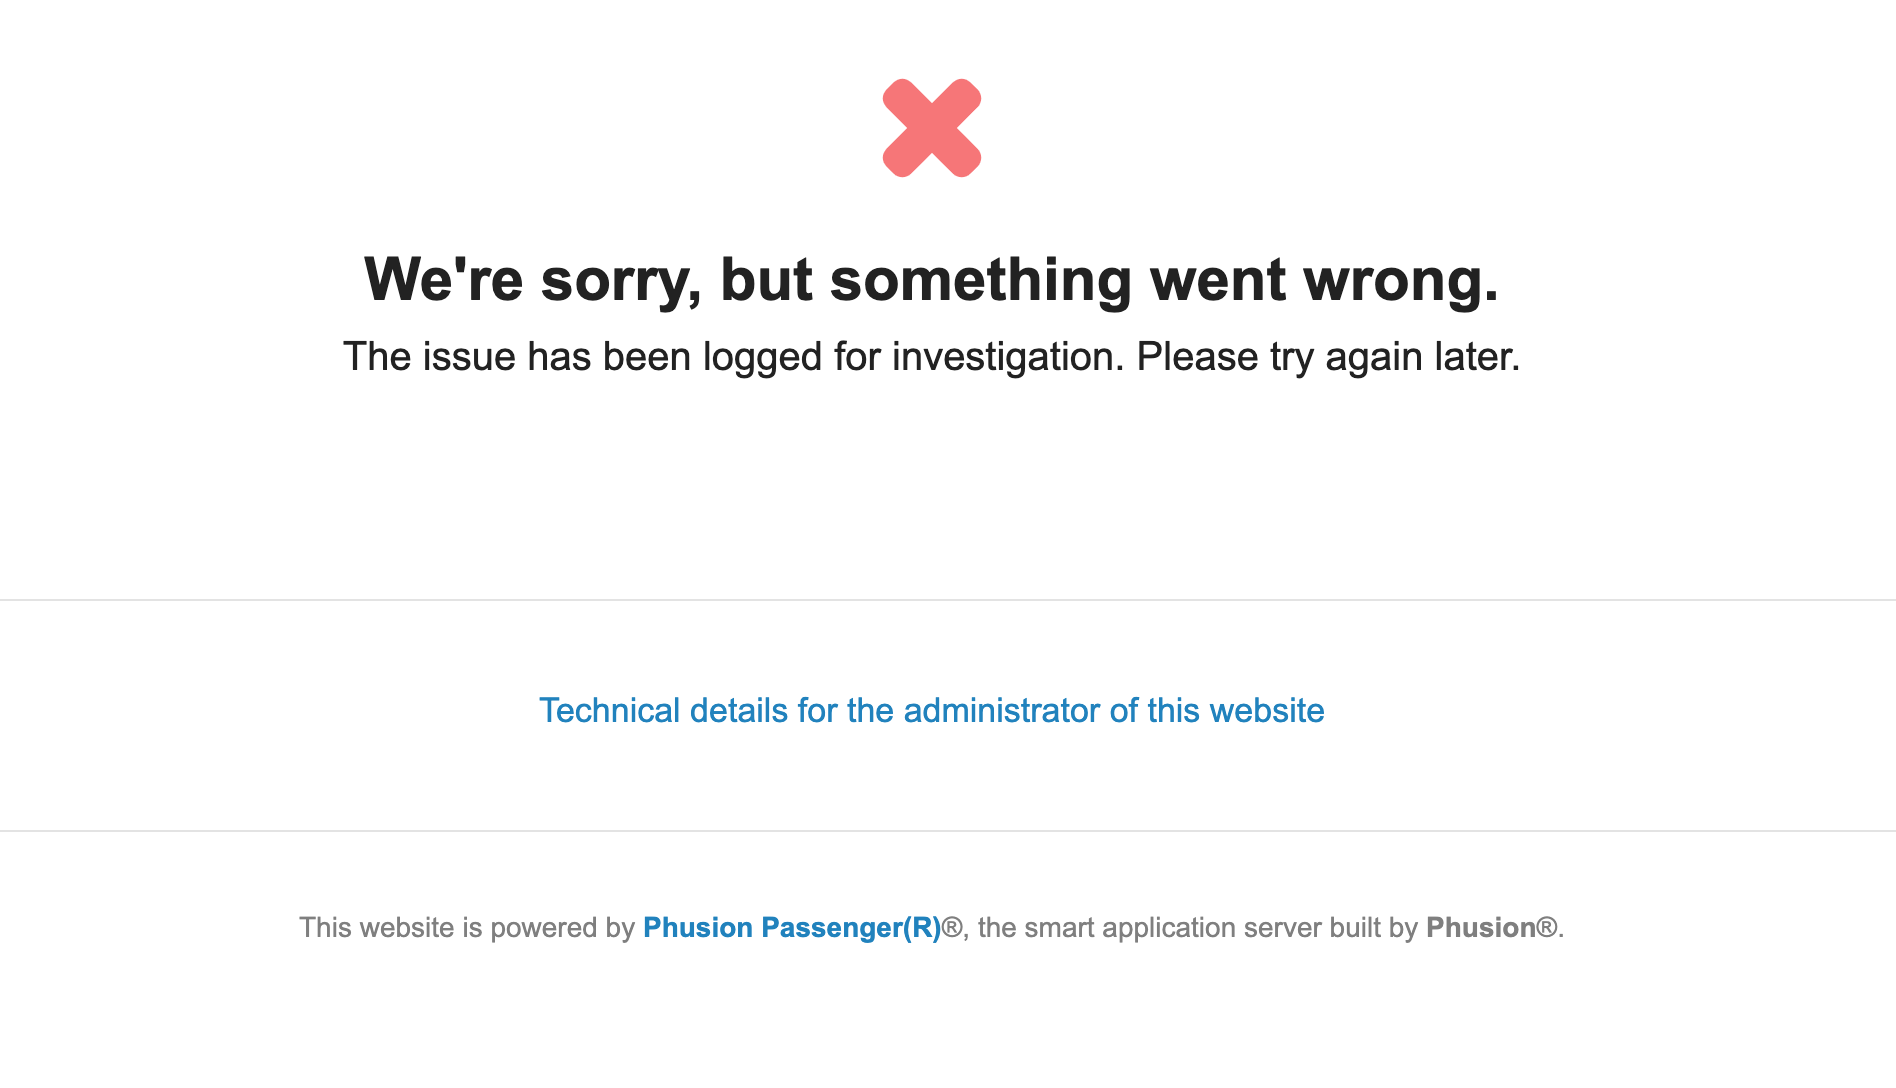 We're sorry, but something went wrong.
The issue has been logged for investigation. Please try again later.
Technical details for the administrator of this website
This website is powered by Phusion Passenger(R)®, the smart application server built by Phusion®.